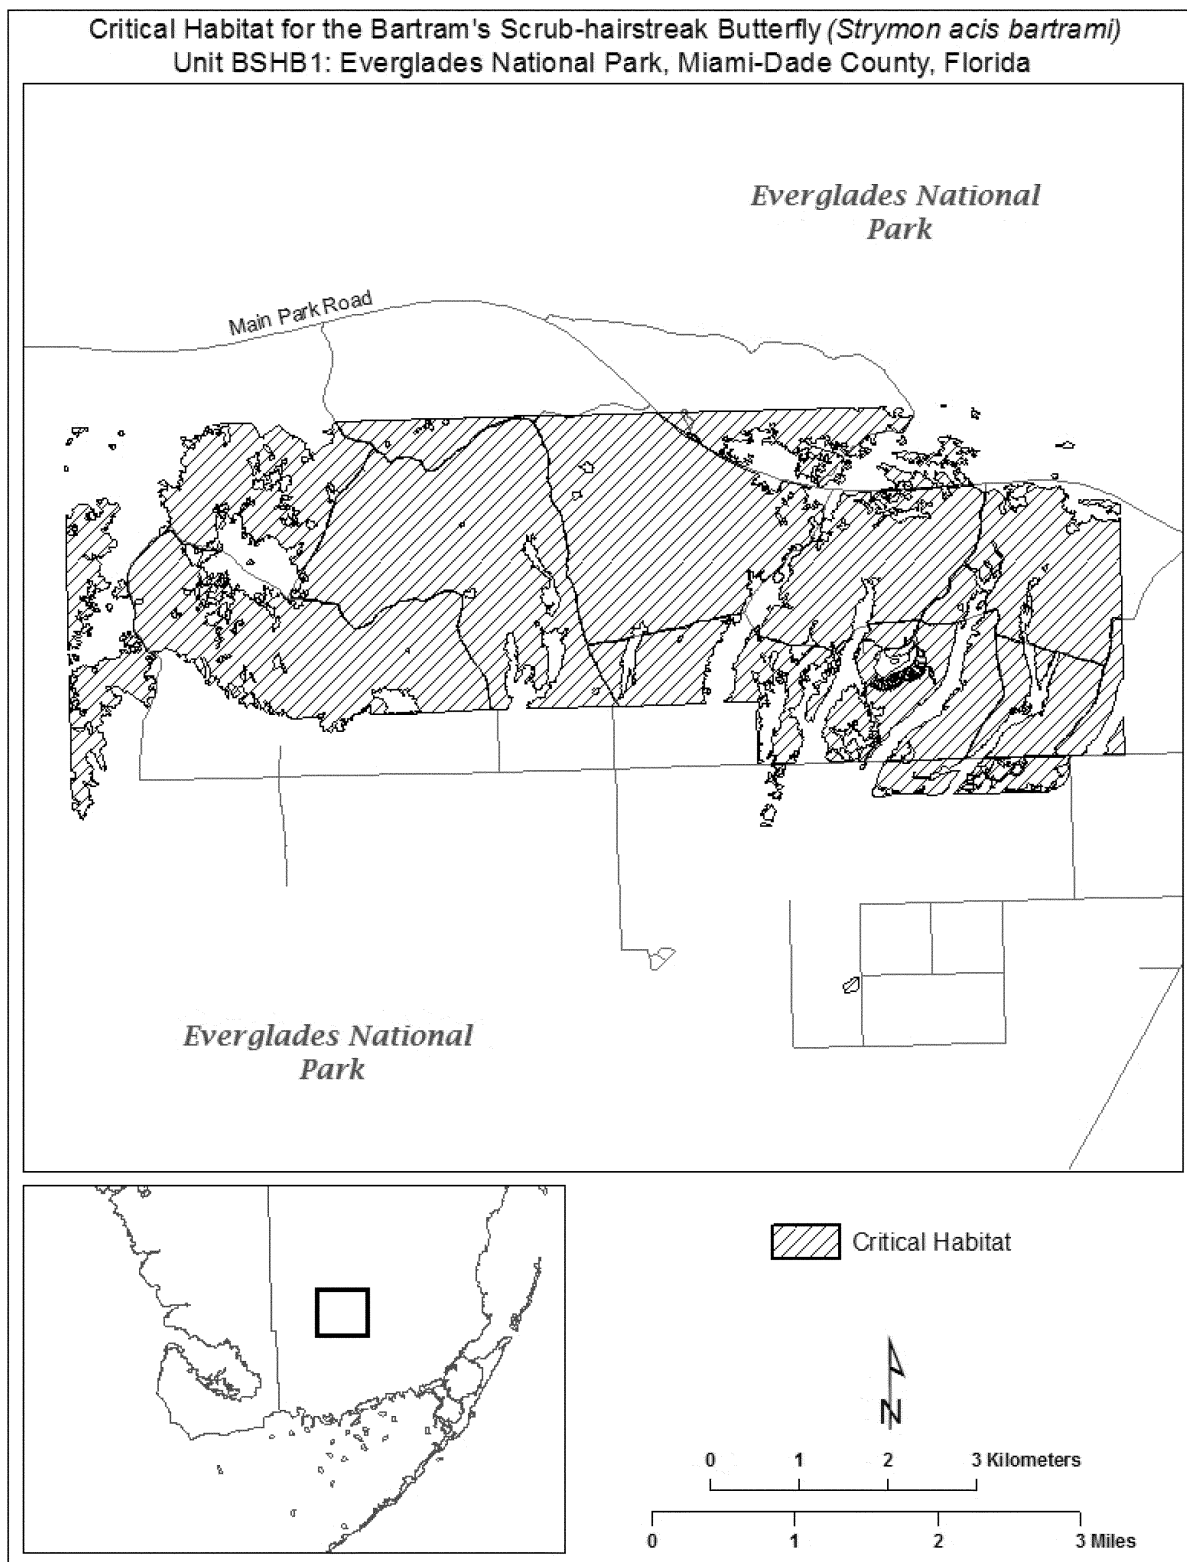 Critical Habitat for the Bartram's Scrub-hairstreak Butterfly (Strymon acis bartrami)
Unit BSHB1: Everglades National Park, Miami-Dade County, Florida
Everglades National
Park
Main Park Road
Everglades National
Park
Critical Habitat
N
0 1 2 3 Kilometers
0 1 2 3 Miles